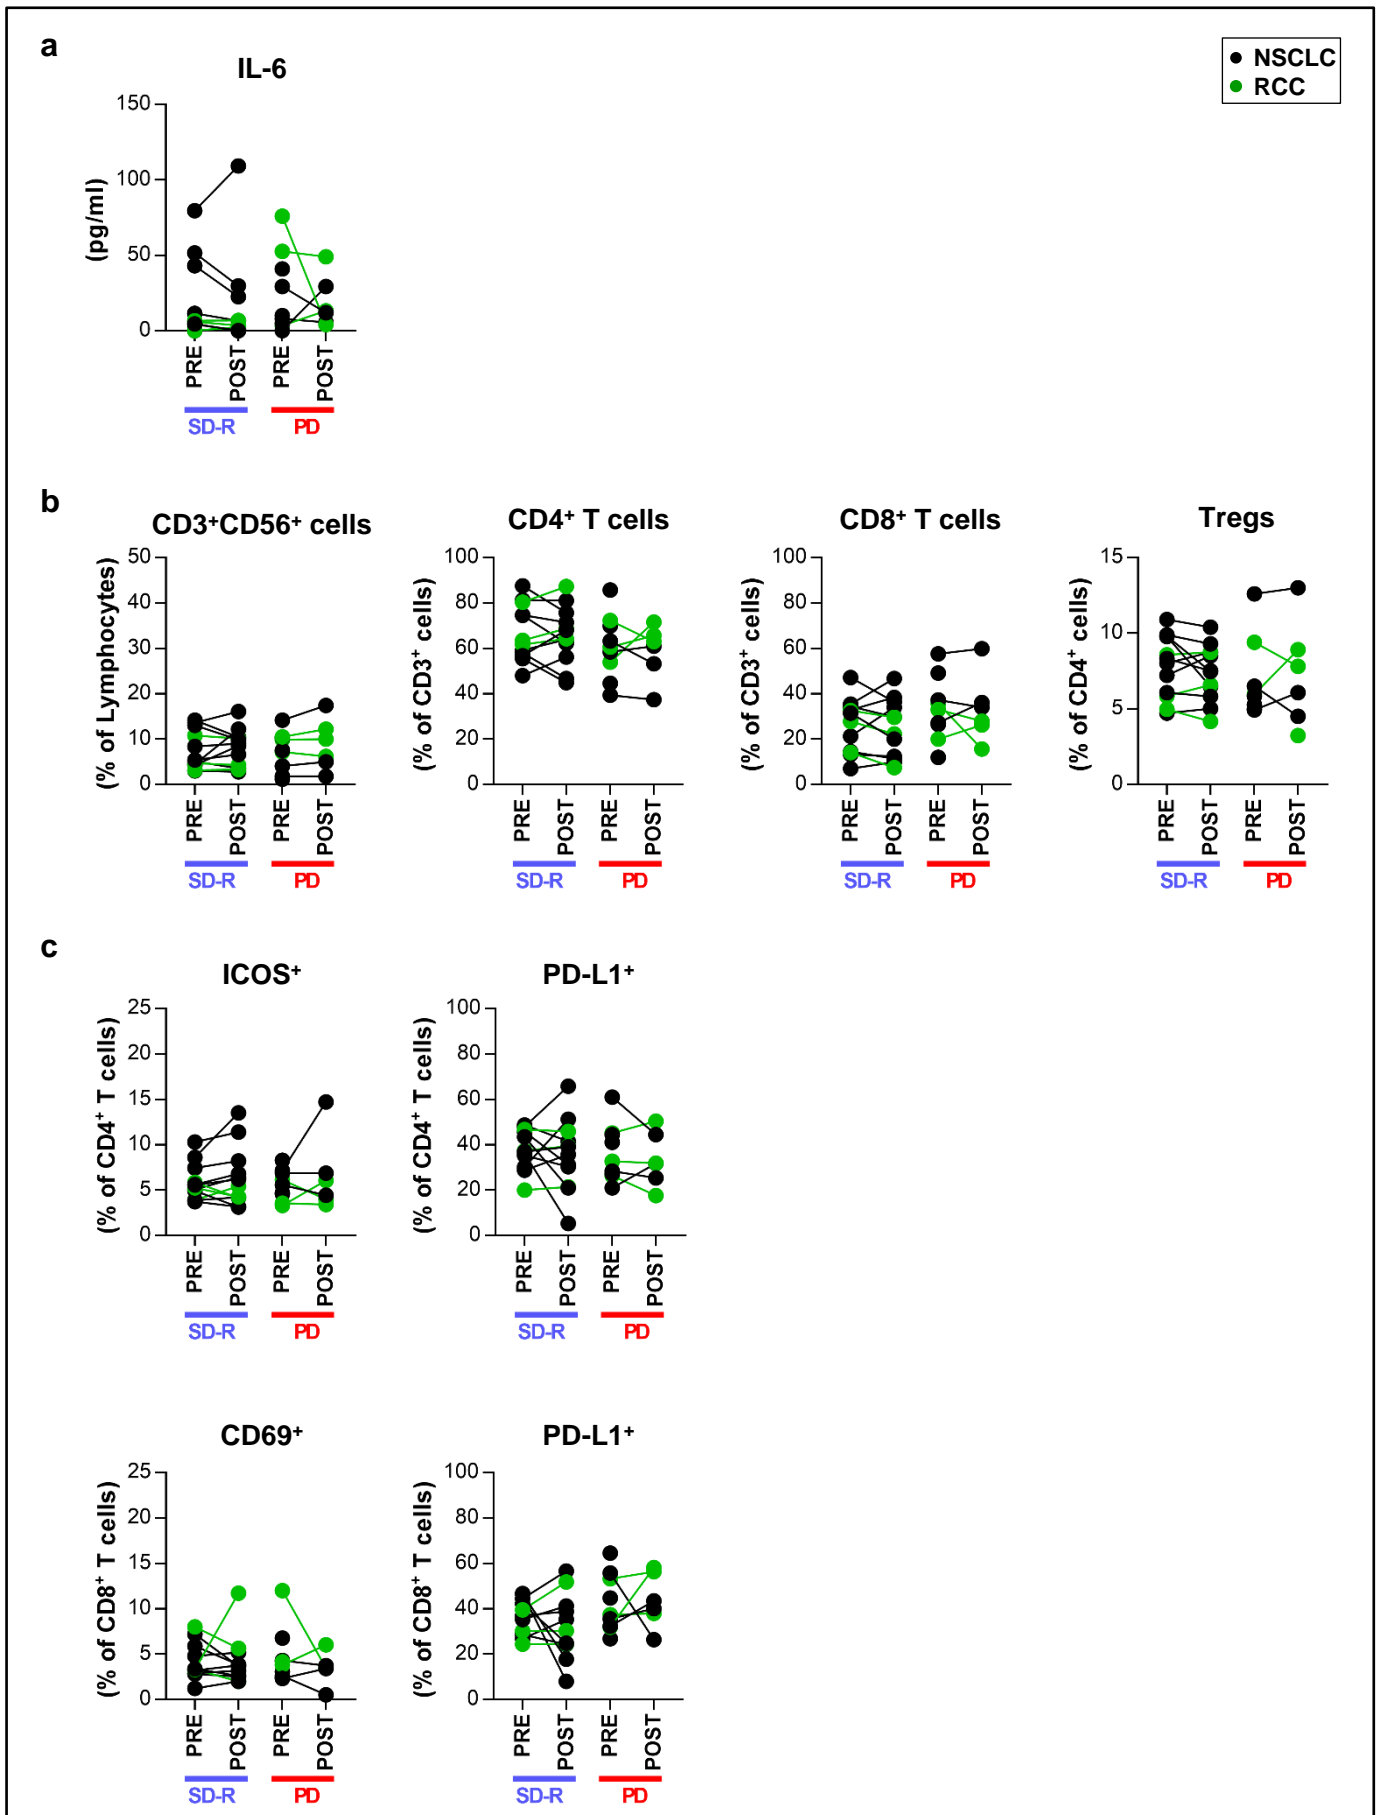 a
IL-6
NSCLC
RCC
(pg/ml)
150
100
50
0
PRE
POST
PRE
POST
SD-R
PD
b
CD3⁺CD56⁺ cells
(% of Lymphocytes)
50
40
30
20
10
0
PRE
POST
PRE
POST
SD-R
PD
CD4⁺ T cells
(% of CD3⁺ cells)
100
80
60
40
20
0
PRE
POST
PRE
POST
SD-R
PD
CD8⁺ T cells
(% of CD3⁺ cells)
100
80
60
40
20
0
PRE
POST
PRE
POST
SD-R
PD
Tregs
(% of CD4⁺ cells)
15
10
5
0
PRE
POST
PRE
POST
SD-R
PD
c
ICOS⁺
(% of CD4⁺ T cells)
25
20
15
10
5
0
PRE
POST
PRE
POST
SD-R
PD
PD-L1⁺
(% of CD4⁺ T cells)
100
80
60
40
20
0
PRE
POST
PRE
POST
SD-R
PD
CD69⁺
(% of CD8⁺ T cells)
25
20
15
10
5
0
PRE
POST
PRE
POST
SD-R
PD
PD-L1⁺
(% of CD8⁺ T cells)
100
80
60
40
20
0
PRE
POST
PRE
POST
SD-R
PD